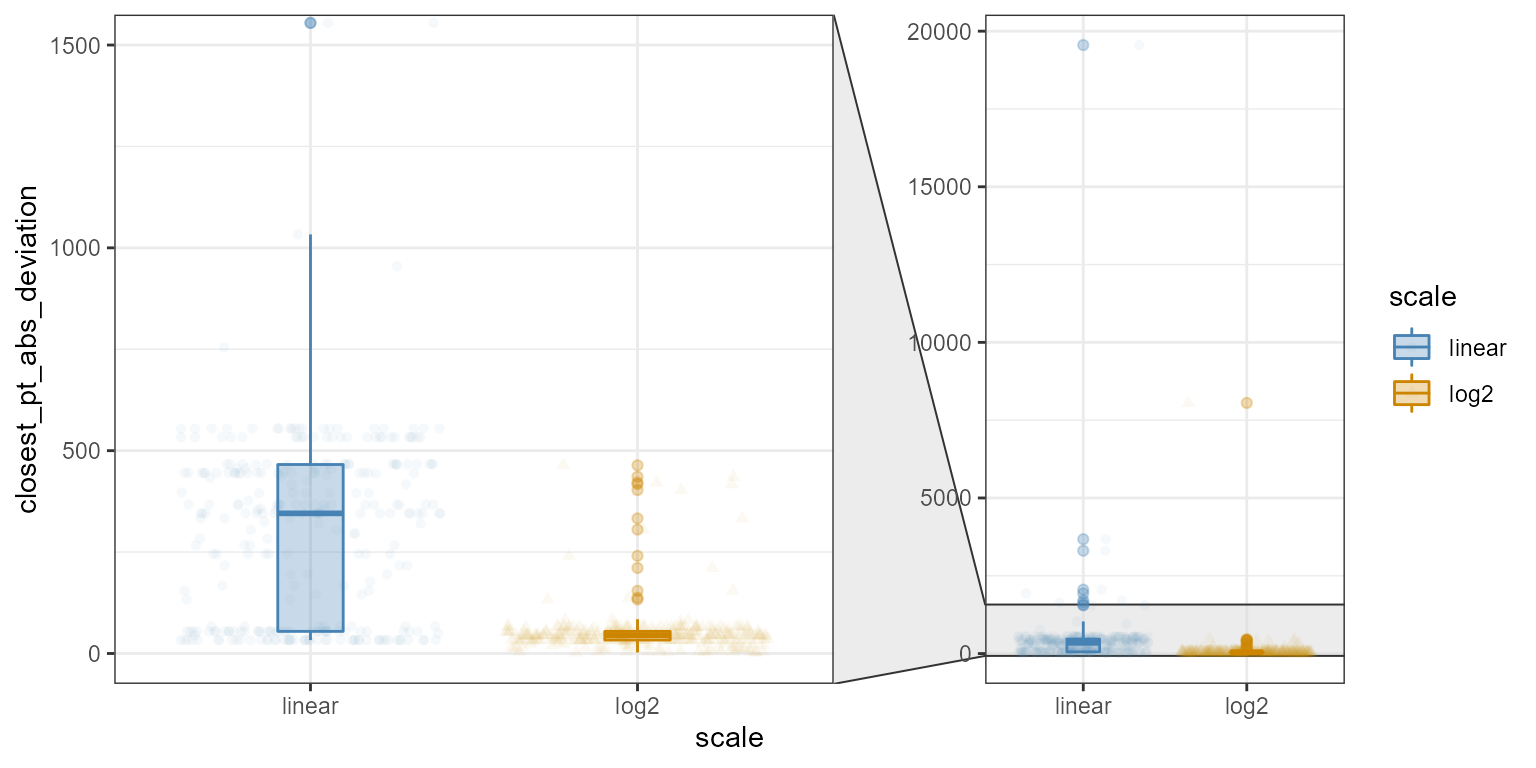 closest_pt_abs_deviation
1500
1000
500
0
linear
log2
20000
15000
10000
5000
0
linear
log2
scale
scale
linear
log2